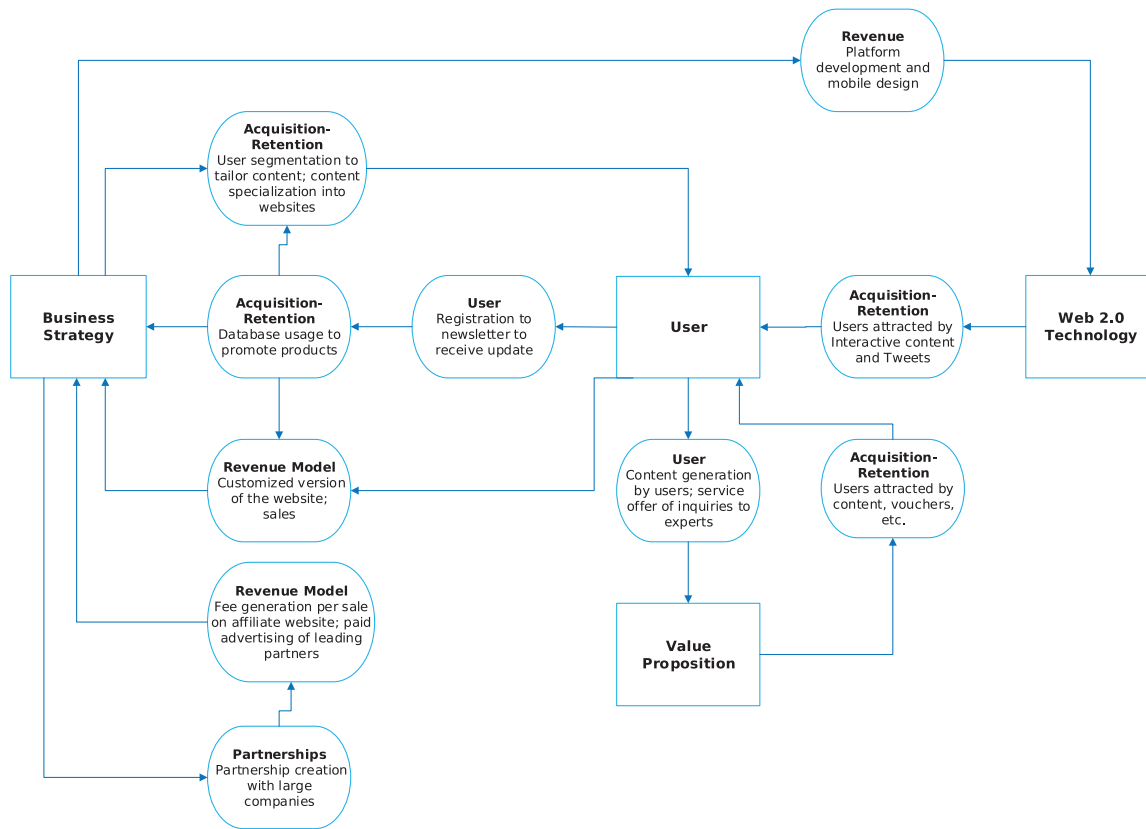 Revenue
Platform
development and
mobile design
Acquisition-
Retention
User segmentation to
tailor content; content
specialization into
websites
Business
Strategy
Acquisition-
Retention
Database usage to
promote products
User
Registration to
newsletter to
receive update
User
Acquisition-
Retention
Users attracted by
Interactive content
and Tweets
Web 2.0
Technology
Revenue Model
Customized version
of the website;
sales
User
Content generation
by users; service
offer of inquiries to
experts
Acquisition-
Retention
Users attracted by
content, vouchers,
etc.
Revenue Model
Fee generation per sale
on affiliate website; paid
advertising of leading
partners
Value
Proposition
Partnerships
Partnership creation
with large
companies